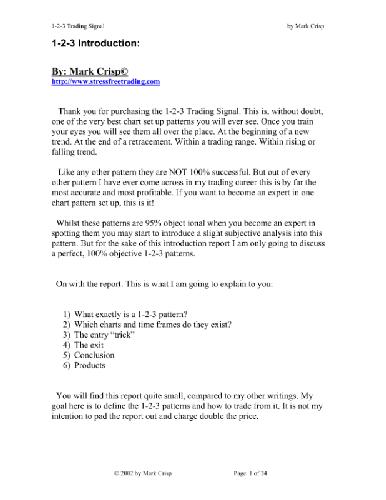 1-2-3 Trading Signal by Mark Crisp
1-2-3 Introduction:
By: Mark Crisp©
http://www.stressfreetrading.com
Thank you for purchasing the 1-2-3 Trading Signal. This is, without doubt,
one of the very best chart set up patterns you will ever see. Once you train
your eyes you will see them all over the place. At the beginning of a new
trend. At the end of a retracement. Within a trading range. Within rising or
falling trend.
Like any other pattern they are NOT 100% successful. But out of every
other pattern I have ever come across in my trading career this is by far the
most accurate and most profitable. If you want to become an expert in one
chart pattern set up, this is it!
Whilst these patterns are 95% object ional when you become an expert in
spotting them you may start to introduce a slight subjective analysis into this
pattern. But for the sake of this introduction report I am only going to discuss
a perfect, 100% objective 1-2-3 patterns.
On with the report. This is what I am going to explain to you:
1) What exactly is a 1-2-3 pattern?
2) Which charts and time frames do they exist?
3) The entry “trick”
4) The exit
5) Conclusion
6) Products
You will find this report quite small, compared to my other writings. My
goal here is to define the 1-2-3 patterns and how to trade from it. It is not my
intention to pad the report out and charge double the price.
© 2002 by Mark Crisp Page: 1 of 34